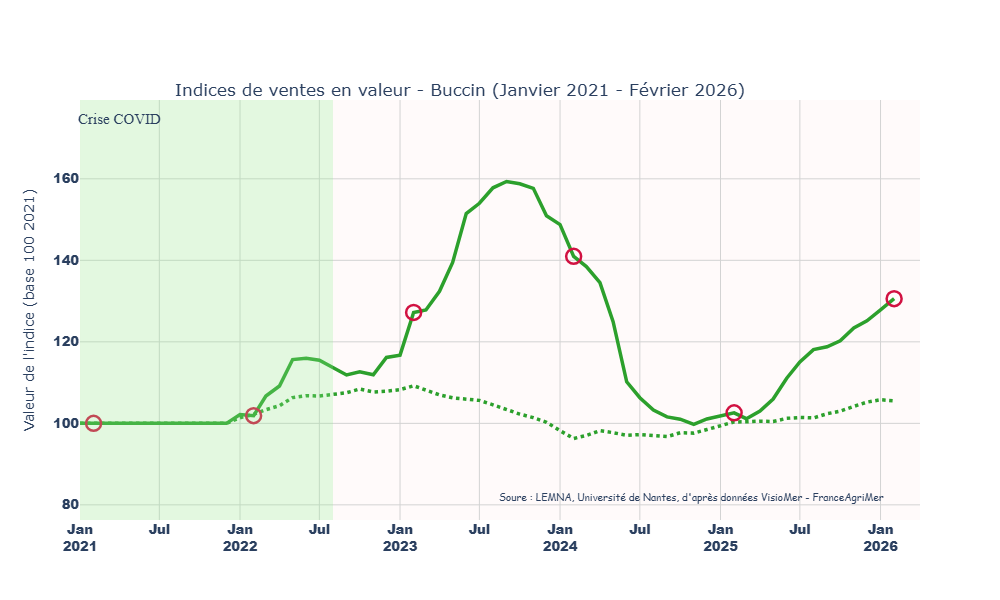 Indices de ventes en valeur - Buccin (Janvier 2021 - Février 2026)
Crise COVID
Valeur de l'indice (base 100 2021)
160
140
120
100
80
Soure : LEMNA, Université de Nantes, d'après données VisioMer - FranceAgriMer
Jan Jul Jan Jul Jan Jul Jan Jul Jan Jul Jan
2021 2022 2023 2024 2025 2026